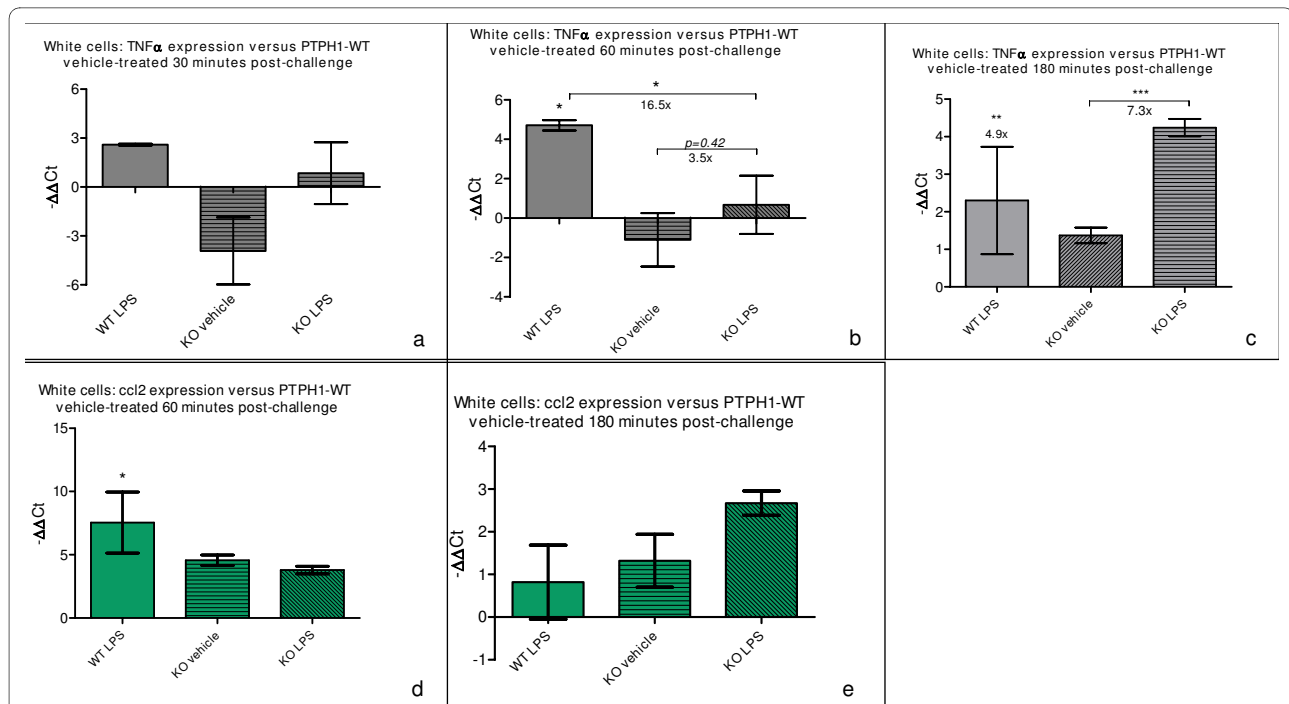 White cells: TNFα expression versus PTPH1-WT
vehicle-treated 30 minutes post-challenge
6
3
0
-3
-6
-ΔΔCt
WT LPS
KO vehicle
KO LPS
a
White cells: TNFα expression versus PTPH1-WT
vehicle-treated 60 minutes post-challenge
6
4
2
0
-2
-4
-ΔΔCt
*
*
16.5x
p=0.42
3.5x
WT LPS
KO vehicle
KO LPS
b
White cells: TNFα expression versus PTPH1-WT
vehicle-treated 180 minutes post-challenge
5
4
3
2
1
0
-ΔΔCt
**
4.9x
***
7.3x
WT LPS
KO vehicle
KO LPS
c
White cells: ccl2 expression versus PTPH1-WT
vehicle-treated 60 minutes post-challenge
15
10
5
0
-ΔΔCt
*
WT LPS
KO vehicle
KO LPS
d
White cells: ccl2 expression versus PTPH1-WT
vehicle-treated 180 minutes post-challenge
4
3
2
1
0
-1
-ΔΔCt
WT LPS
KO vehicle
KO LPS
e